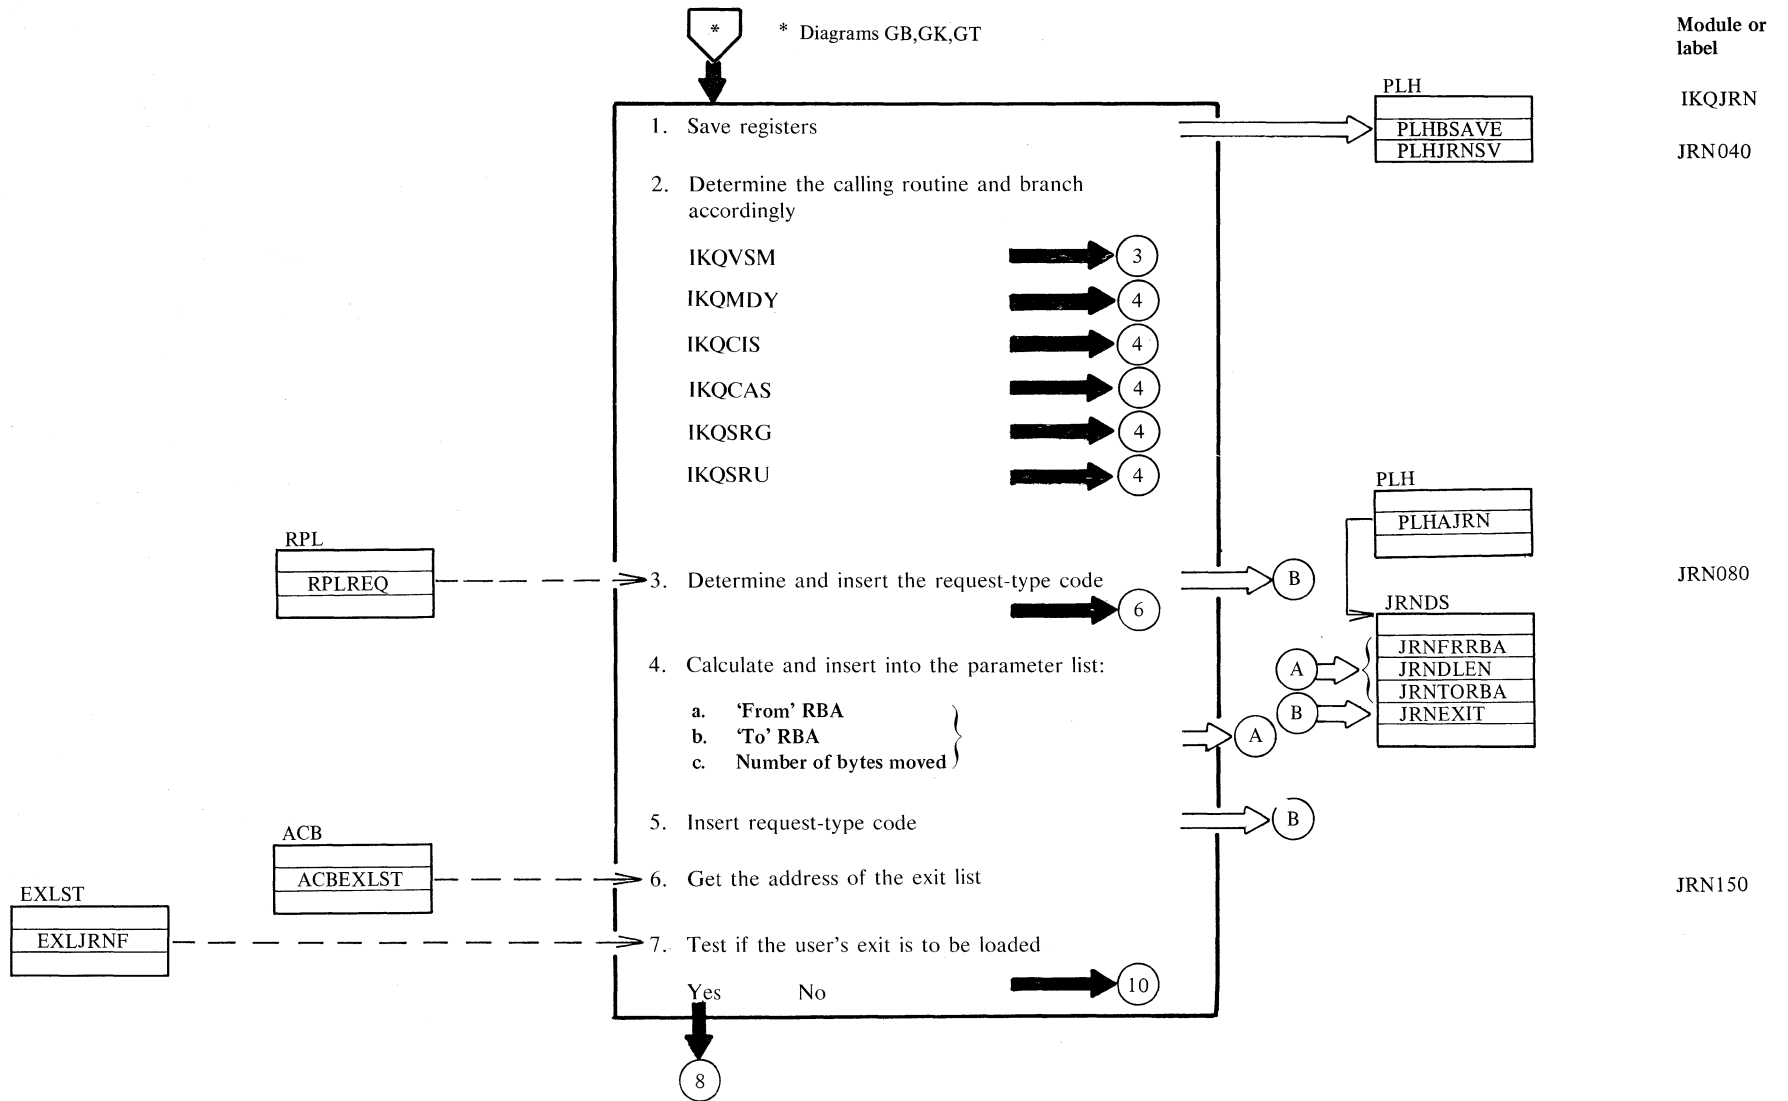 *
* Diagrams GB,GK,GT
Module or
label
IKQJRN
PLH
PLHBSAVE
PLHJRNSV
JRN040
1. Save registers
2. Determine the calling routine and branch
accordingly
IKQVSM 3
IKQMDY 4
IKQCIS 4
IKQCAS 4
IKQSRG 4
IKQSRU 4
PLH
PLHAJRN
RPL
RPLREQ
3. Determine and insert the request-type code B
6
JRN080
JRNDS
JRNFRRBA
JRNDLEN
JRNTORBA
JRNEXIT
A
B
4. Calculate and insert into the parameter list:
a. ‘From’ RBA
b. ‘To’ RBA
c. Number of bytes moved
A
5. Insert request-type code B
ACB
ACBEXLST
6. Get the address of the exit list
JRN150
EXLST
EXLJRNF
7. Test if the user's exit is to be loaded
Yes No 10
8